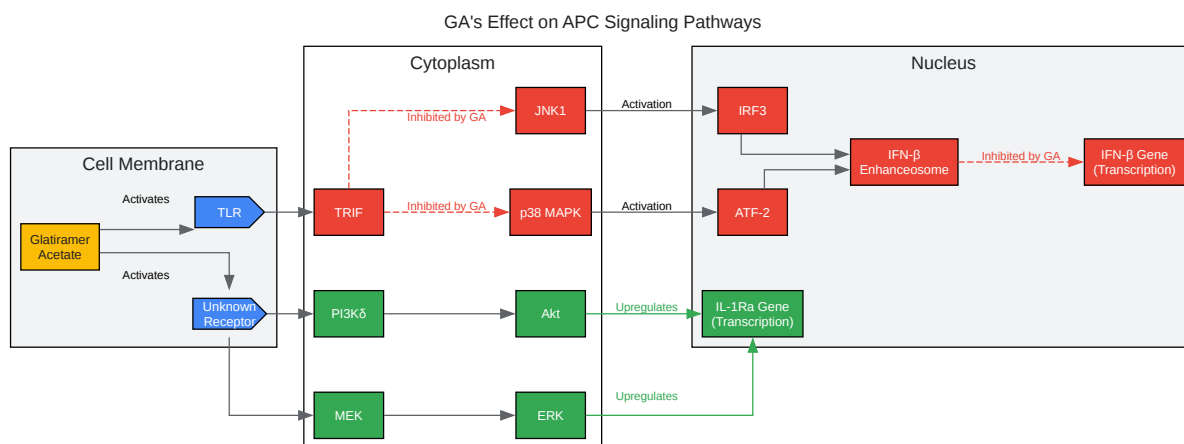 GA's Effect on APC Signaling Pathways
Cell Membrane
Cytoplasm
Nucleus
JNK1
Activation
IRF3
Inhibited by GA
IFN-β
Enhanceosome
Inhibited by GA
IFN-β Gene
(Transcription)
Activates
TLR
TRIF
Inhibited by GA
p38 MAPK
Activation
ATF-2
Glatiramer
Acetate
Activates
Unknown
Receptor
PI3Kδ
Akt
Upregulates
IL-1Ra Gene
(Transcription)
MEK
ERK
Upregulates